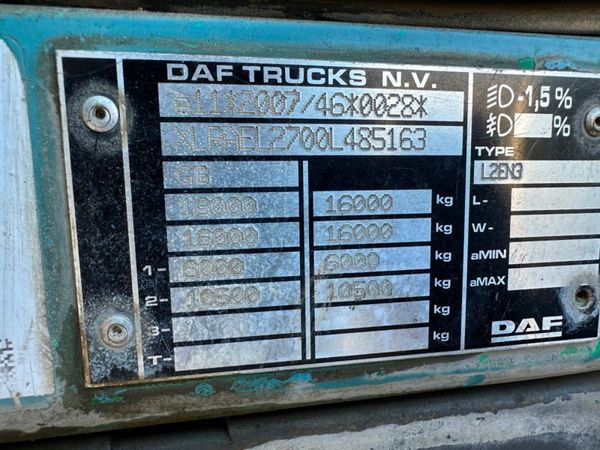 DAF TRUCKS N.V.
e11*2007/46*0028*
XLRAEL2700L485163
GB
16000 kg
16000 16000 kg
1- 6000 6000 kg
2- 10500 10500 kg
3- kg
T- kg
D -1,5%
D %
TYPE
L2EN3
L-
W-
aMIN
aMAX
DAF